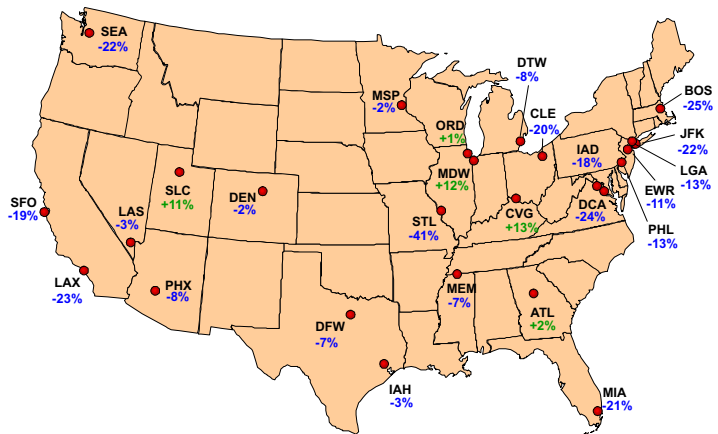 SEA
-22%
DTW
-8%
MSP
-2%
BOS
-25%
ORD
+1%
CLE
-20%
JFK
-22%
IAD
-18%
LGA
-13%
MDW
+12%
SLC
+11%
DEN
-2%
EWR
-11%
SFO
-19%
LAS
-3%
STL
-41%
CVG
+13%
DCA
-24%
PHL
-13%
LAX
-23%
PHX
-8%
MEM
-7%
ATL
+2%
DFW
-7%
IAH
-3%
MIA
-21%